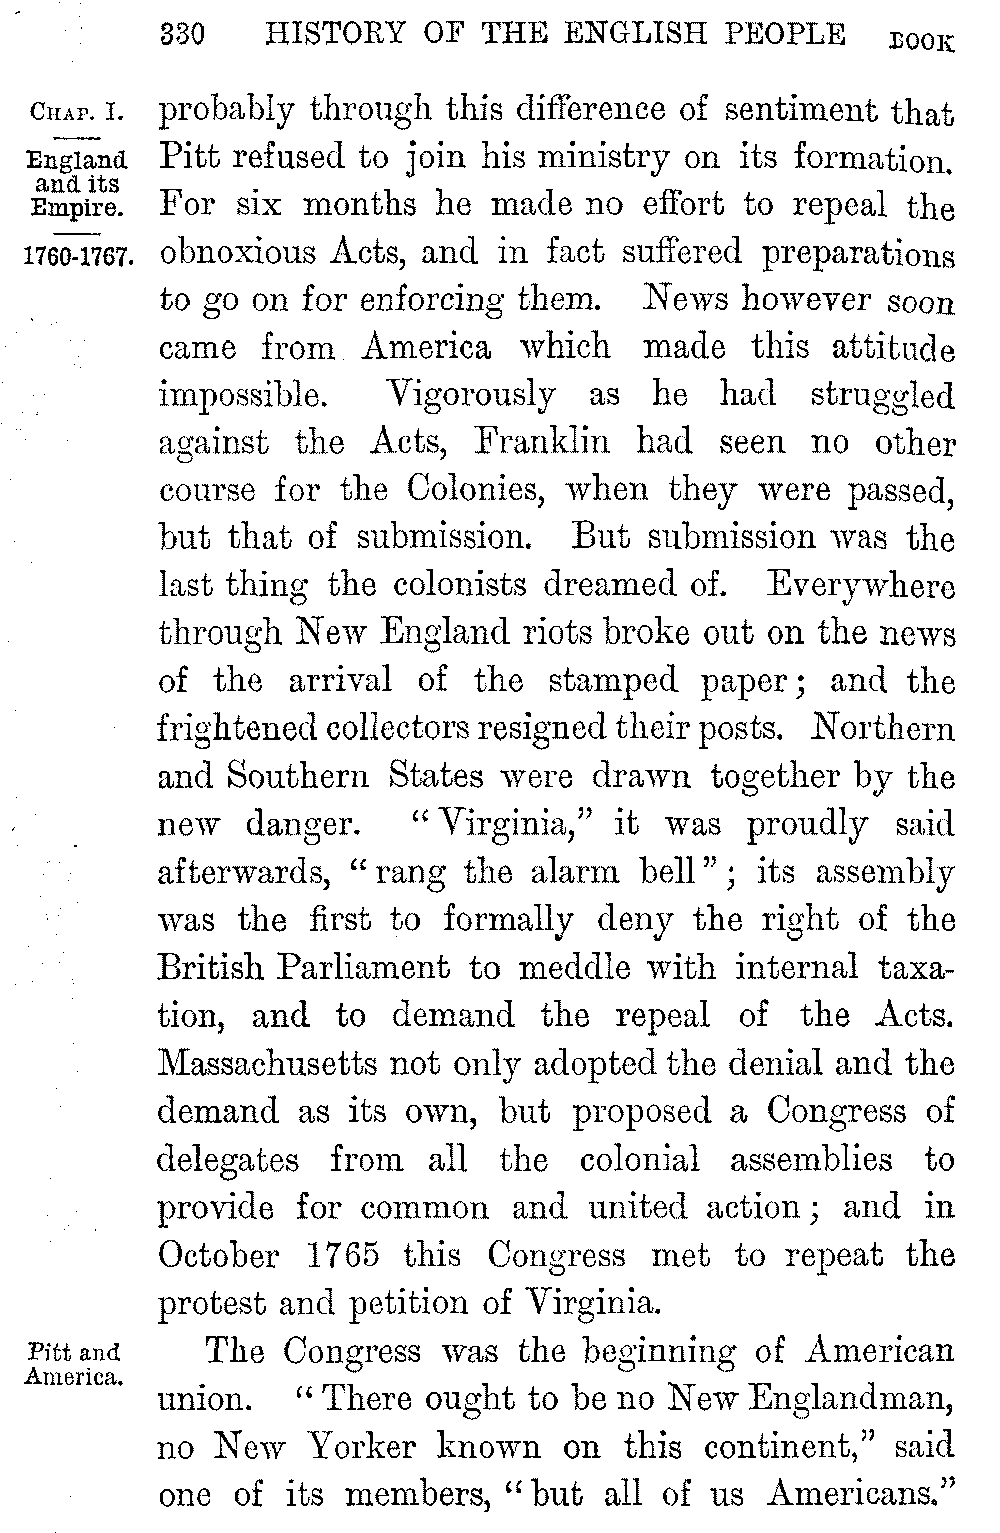 330 HISTORY OF THE ENGLISH PEOPLE BOOK
CHAP. I.
England
and its
Empire.
1760-1767.
probably through this difference of sentiment that
Pitt refused to join his ministry on its formation.
For six months he made no effort to repeal the
obnoxious Acts, and in fact suffered preparations
to go on for enforcing them. News however soon
came from America which made this attitude
impossible. Vigorously as he had struggled
against the Acts, Franklin had seen no other
course for the Colonies, when they were passed,
but that of submission. But submission was the
last thing the colonists dreamed of. Everywhere
through New England riots broke out on the news
of the arrival of the stamped paper; and the
frightened collectors resigned their posts. Northern
and Southern States were drawn together by the
new danger. "Virginia," it was proudly said
afterwards, "rang the alarm bell"; its assembly
was the first to formally deny the right of the
British Parliament to meddle with internal taxa-
tion, and to demand the repeal of the Acts.
Massachusetts not only adopted the denial and the
demand as its own, but proposed a Congress of
delegates from all the colonial assemblies to
provide for common and united action; and in
October 1765 this Congress met to repeat the
protest and petition of Virginia.
Pitt and
America.
The Congress was the beginning of American
union. "There ought to be no New Englandman,
no New Yorker known on this continent," said
one of its members, "but all of us Americans."